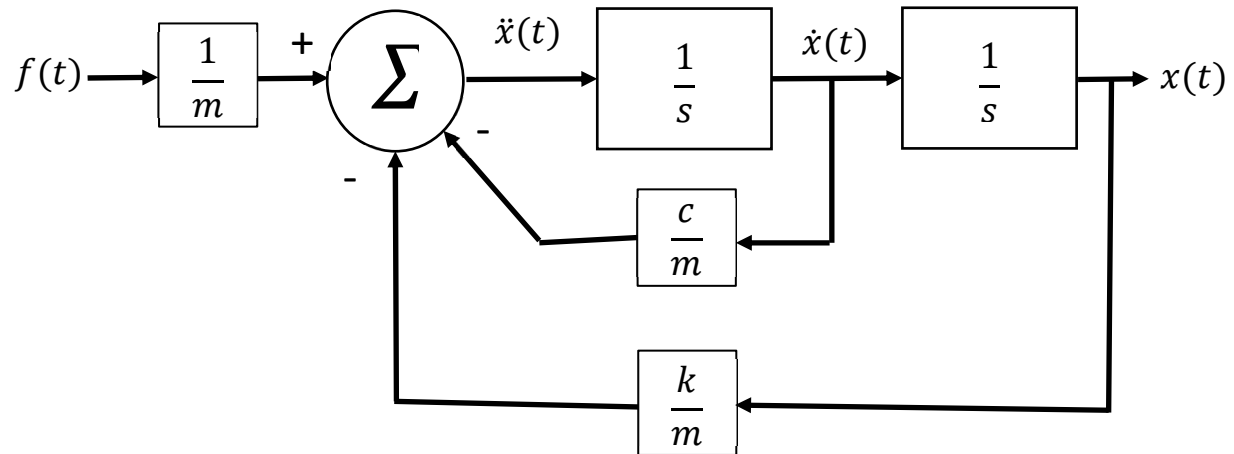 f(t)
1/m
+
∑
ẍ(t)
1/s
ẋ(t)
1/s
x(t)
-
-
c/m
k/m